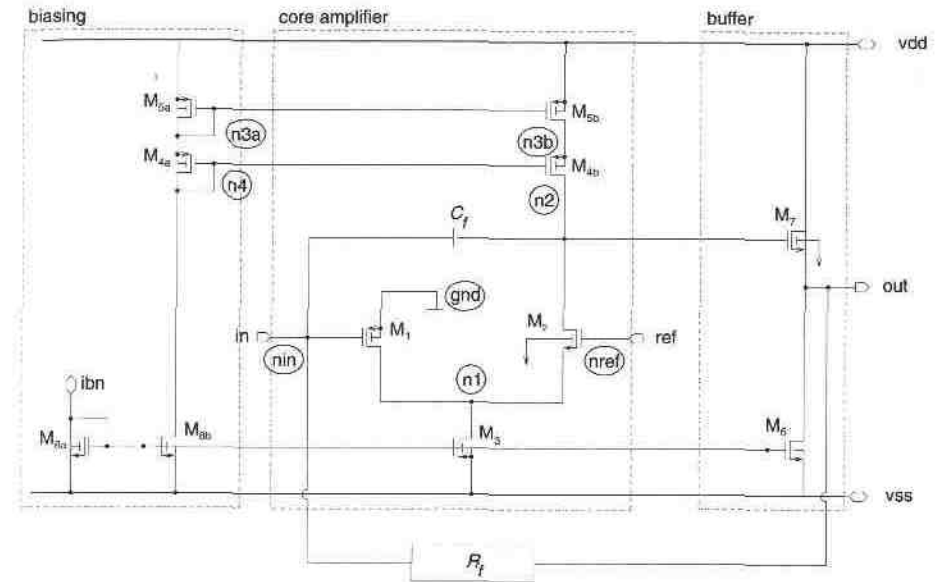 biasing
core amplifier
buffer
vdd
M5a
M5b
n3a
n3b
M4a
M4b
n4
n2
Cf
M7
gnd
out
in
M1
ref
nin
nref
n1
ibn
M8a
M8b
M3
M6
vss
Rf